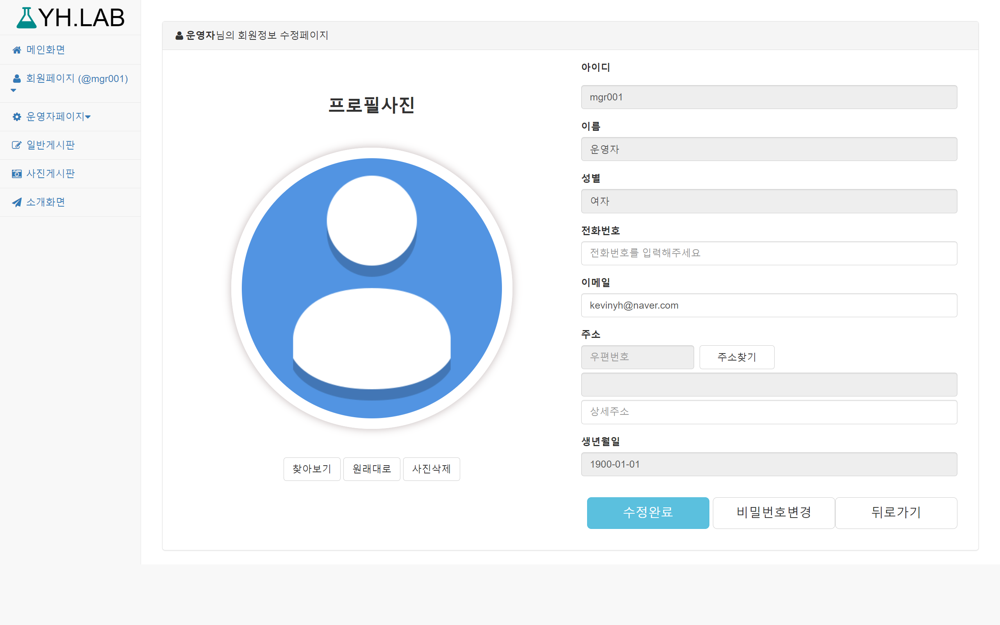 YH.LAB
메인화면
회원페이지 (@mgr001)
운영자페이지
일반게시판
사진게시판
소개화면
운영자님의 회원정보 수정페이지
프로필사진
찾아보기 원래대로 사진삭제
아이디
mgr001
이름
운영자
성별
여자
전화번호
전화번호를 입력해주세요
이메일
kevinyh@naver.com
주소
우편번호 주소찾기
상세주소
생년월일
1900-01-01
수정완료 비밀번호변경 뒤로가기